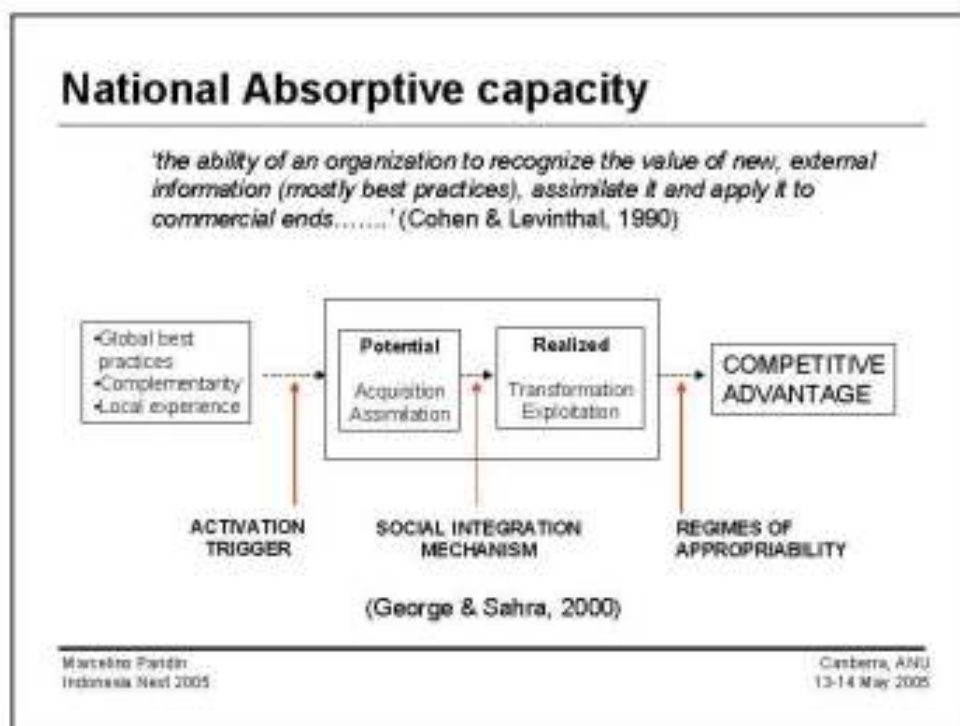 National Absorptive capacity
'the ability of an organization to recognize the value of new, external
information (mostly best practices), assimilate it and apply it to
commercial ends…….' (Cohen & Levinthal, 1990)
•Global best
practices
•Complementarity
•Local experience
Potential
Acquisition
Assimilation
Realized
Transformation
Exploitation
COMPETITIVE
ADVANTAGE
ACTIVATION
TRIGGER
SOCIAL INTEGRATION
MECHANISM
REGIMES OF
APPROPRIABILITY
(George & Sahra, 2000)
Marcelino Pandin
Indonesia Next 2005
Canberra, ANU
13-14 May 2005